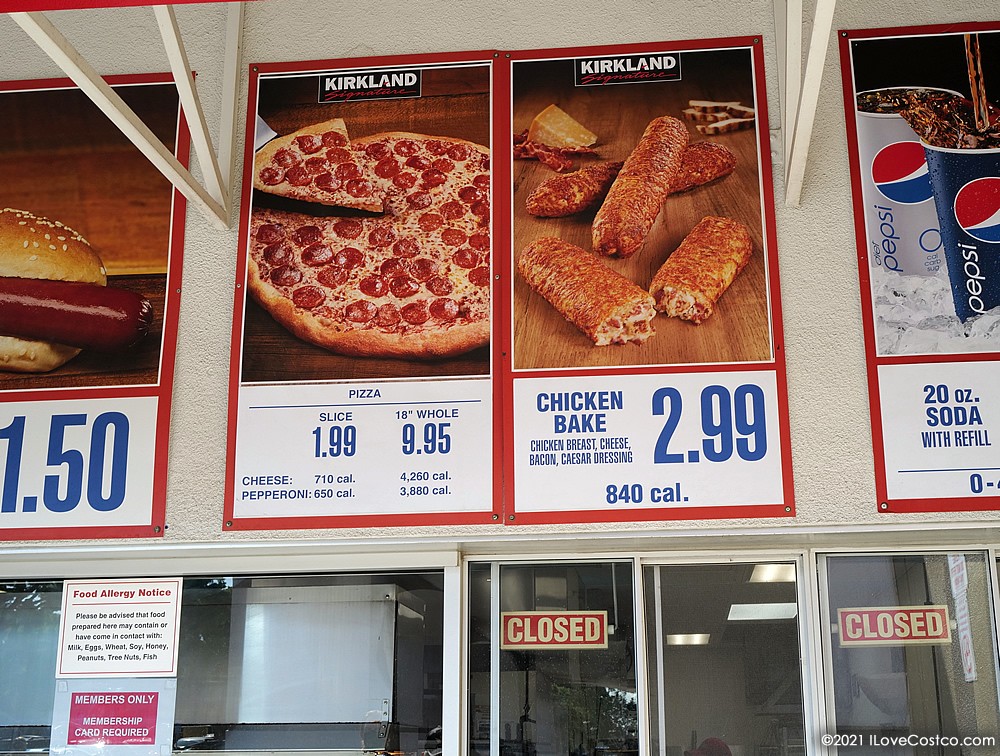 1.50
KIRKLAND
Signature
PIZZA
SLICE 18" WHOLE
1.99 9.95
CHEESE: 710 cal. 4,260 cal.
PEPPERONI: 650 cal. 3,880 cal.
KIRKLAND
Signature
CHICKEN
BAKE
CHICKEN BREAST, CHEESE,
BACON, CAESAR DRESSING
2.99
840 cal.
pepsi
pepsi
20 oz.
SODA
WITH REFILL
0-
Food Allergy Notice
Please be advised that food
prepared here may contain or
have come in contact with:
Milk, Eggs, Wheat, Soy, Honey,
Peanuts, Tree Nuts, Fish
MEMBERS ONLY
MEMBERSHIP
CARD REQUIRED
CLOSED
CLOSED
©2021 ILoveCostco.com